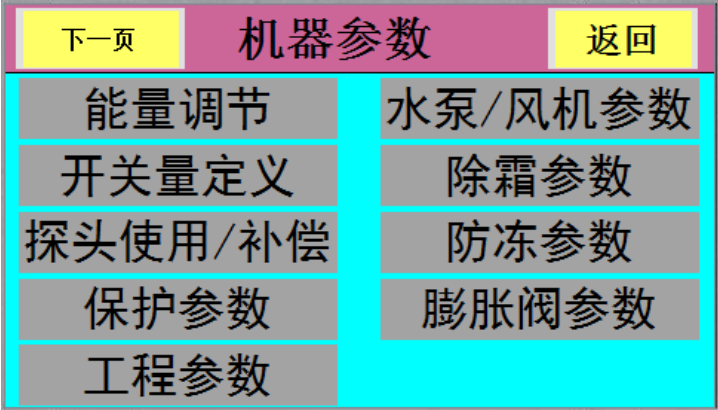 下一页 机器参数 返回
能量调节 水泵/风机参数
开关量定义 除霜参数
探头使用/补偿 防冻参数
保护参数 膨胀阀参数
工程参数